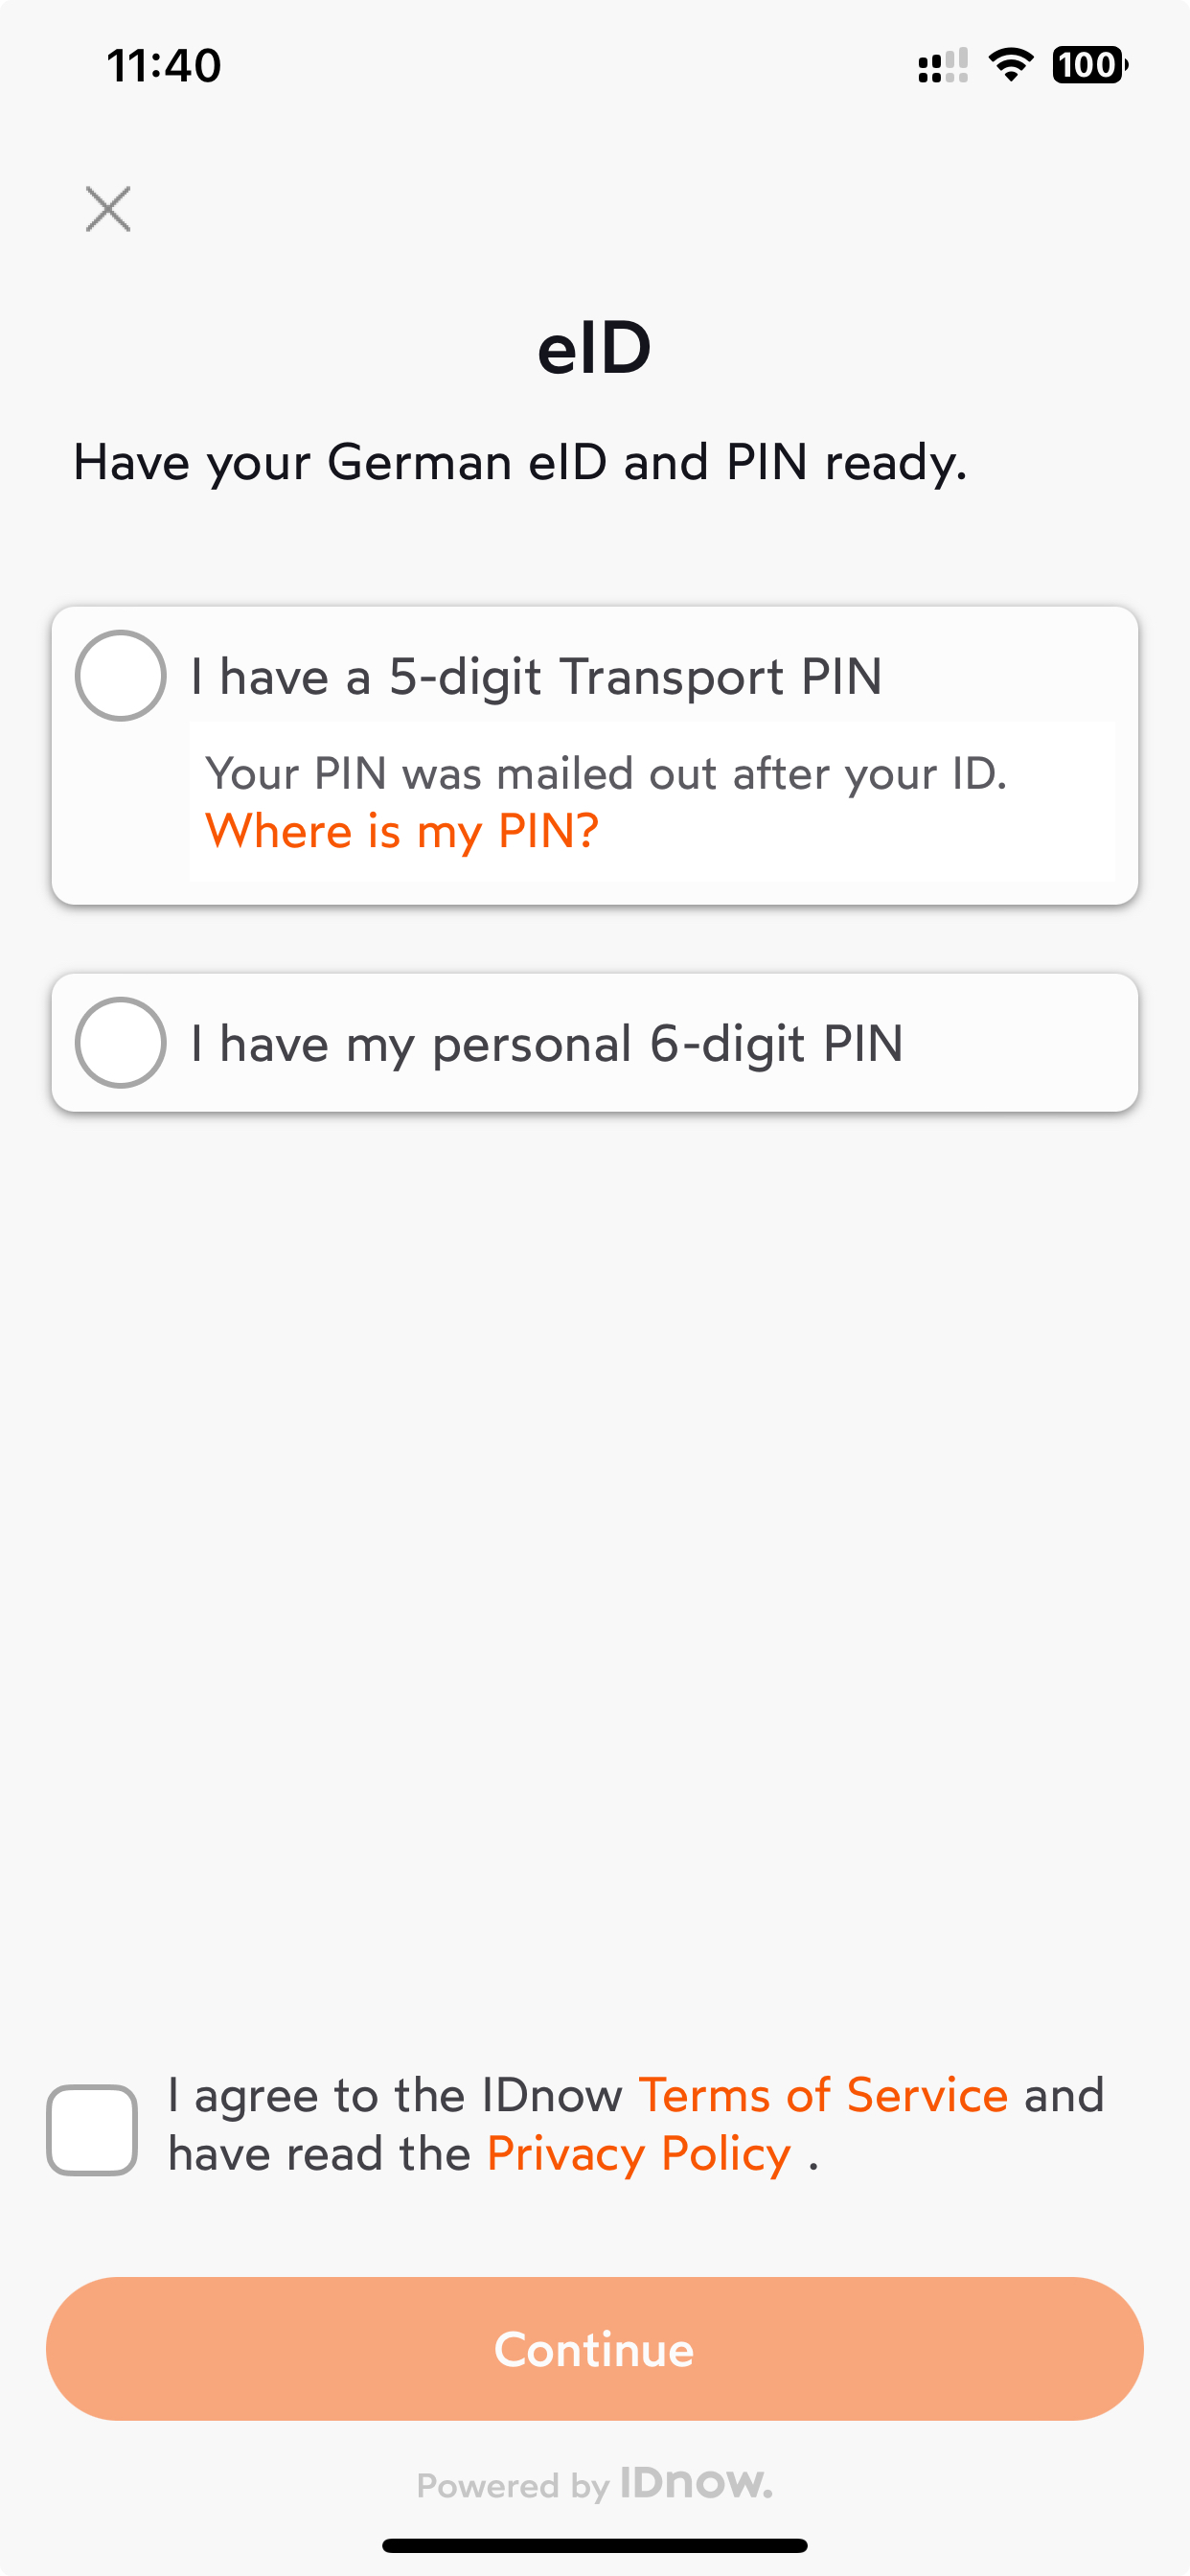 11:40
100
eID
Have your German eID and PIN ready.
I have a 5-digit Transport PIN
Your PIN was mailed out after your ID.
Where is my PIN?
I have my personal 6-digit PIN
I agree to the IDnow Terms of Service and
have read the Privacy Policy .
Continue
Powered by IDnow.